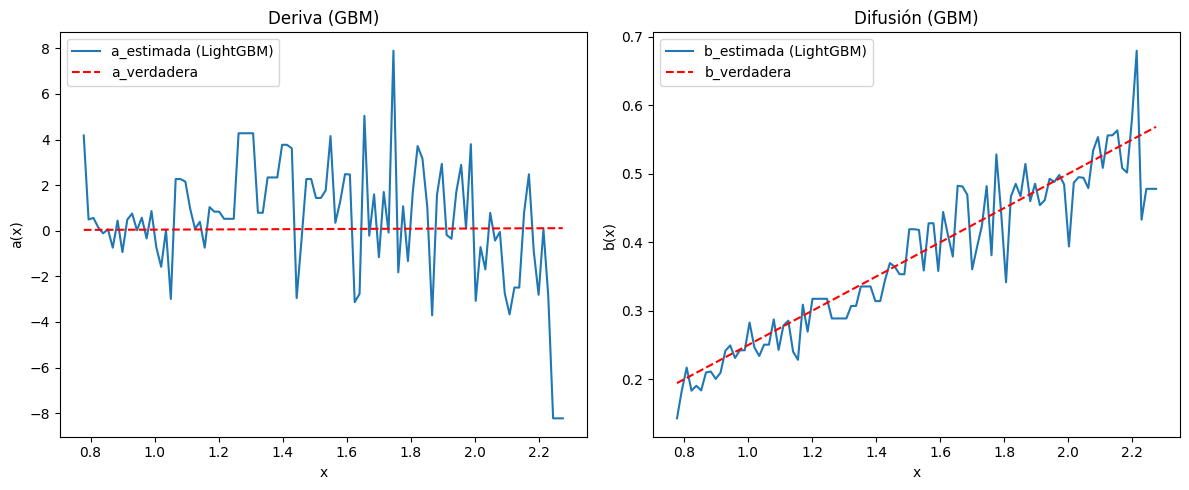 Deriva (GBM)
a_estimada (LightGBM)
a_verdadera
8
6
4
2
0
−2
−4
−6
−8
a(x)
0.8 1.0 1.2 1.4 1.6 1.8 2.0 2.2
x
Difusión (GBM)
b_estimada (LightGBM)
b_verdadera
0.7
0.6
0.5
0.4
0.3
0.2
b(x)
0.8 1.0 1.2 1.4 1.6 1.8 2.0 2.2
x